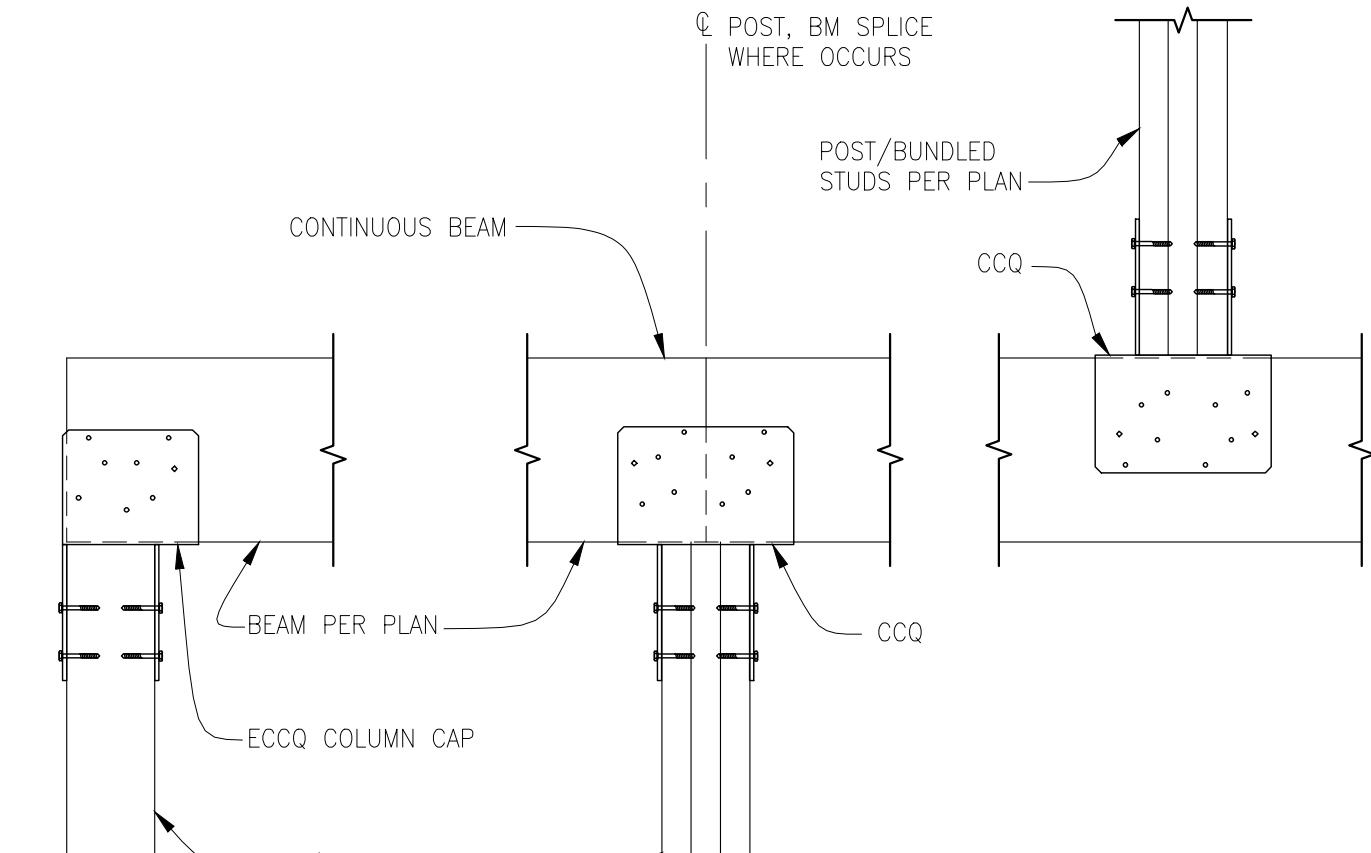 ℄ POST, BM SPLICE
WHERE OCCURS
POST/BUNDLED
STUDS PER PLAN
CONTINUOUS BEAM
CCQ
BEAM PER PLAN
CCQ
ECCQ COLUMN CAP